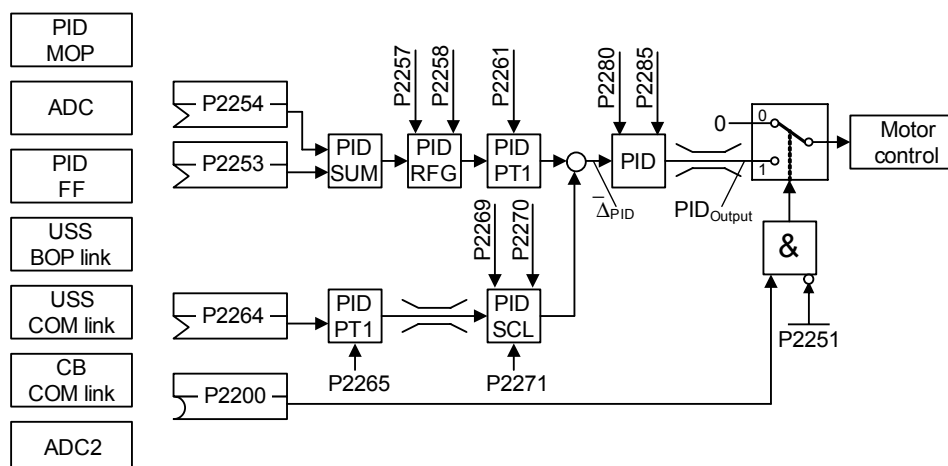 PID
MOP
ADC
PID
FF
USS
BOP link
USS
COM link
CB
COM link
ADC2
P2254
P2253
P2264
P2200
PID
SUM
P2257
P2258
PID
RFG
P2261
PID
PT1
P2269
P2270
PID
SCL
P2271
PID
PT1
P2265
ΔPID
P2280
P2285
PID
PIDOutput
0
0
1
Motor
control
&
P2251